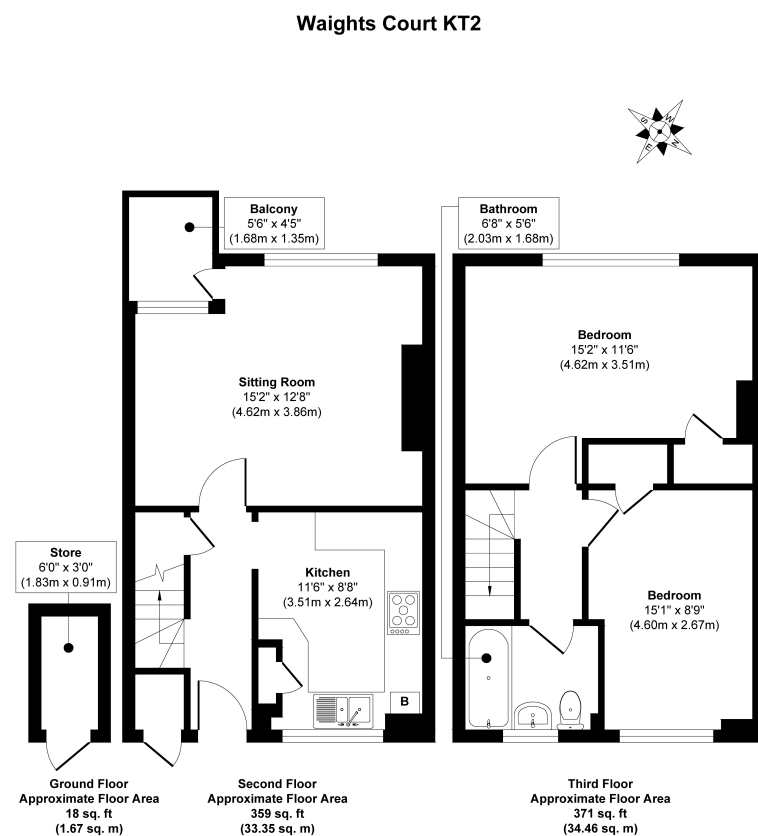 Waights Court KT2
S
W
E
N
Balcony
5'6" x 4'5"
(1.68m x 1.35m)
Bathroom
6'8" x 5'6"
(2.03m x 1.68m)
Sitting Room
15'2" x 12'8"
(4.62m x 3.86m)
Bedroom
15'2" x 11'6"
(4.62m x 3.51m)
Store
6'0" x 3'0"
(1.83m x 0.91m)
Kitchen
11'6" x 8'8"
(3.51m x 2.64m)
Bedroom
15'1" x 8'9"
(4.60m x 2.67m)
B
Ground Floor
Approximate Floor Area
18 sq. ft
(1.67 sq. m)
Second Floor
Approximate Floor Area
359 sq. ft
(33.35 sq. m)
Third Floor
Approximate Floor Area
371 sq. ft
(34.46 sq. m)